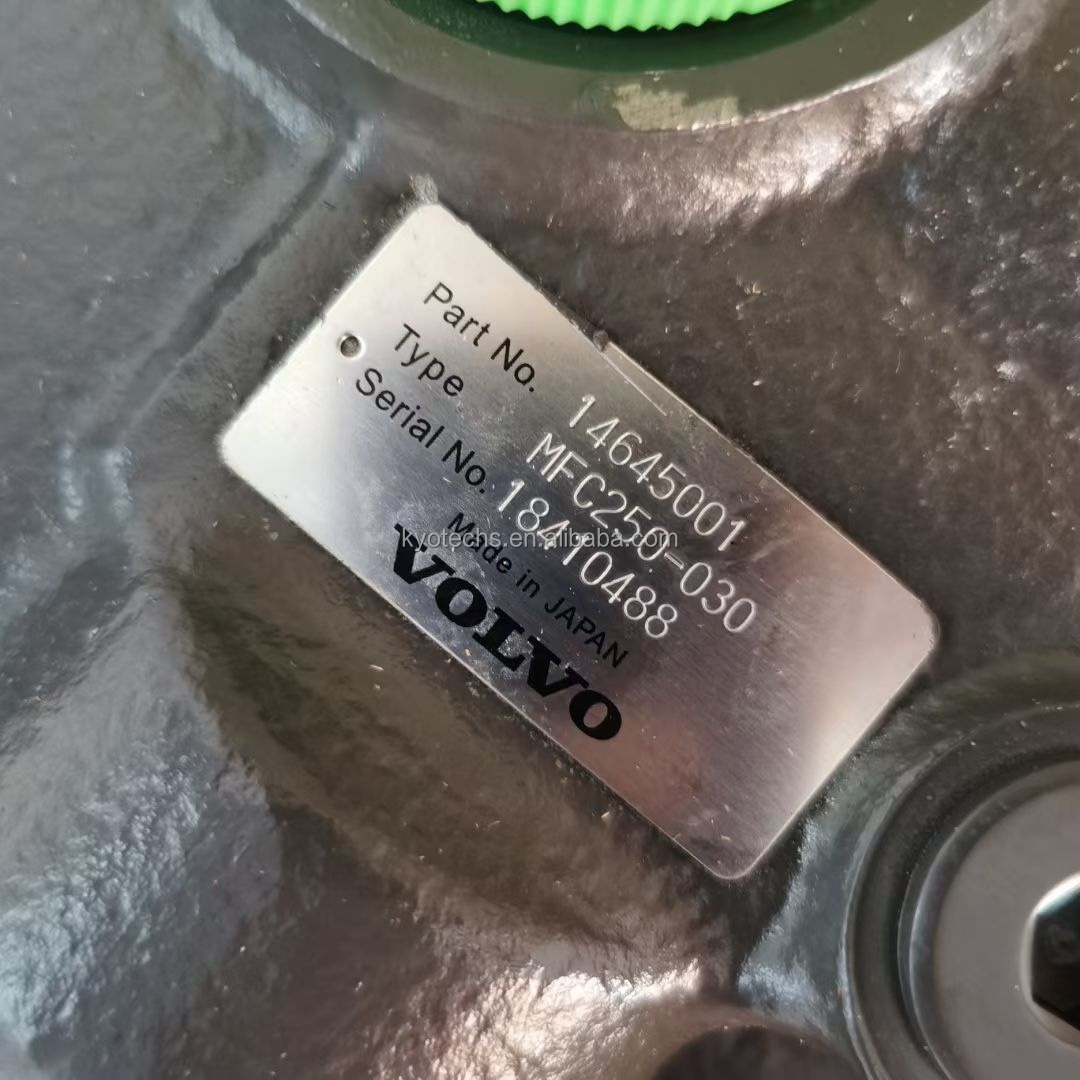 Part No. 14645001
Type MFC250-030
Serial No. 18410488
Made in JAPAN
VOLVO
kyotechs.en.alibaba.com